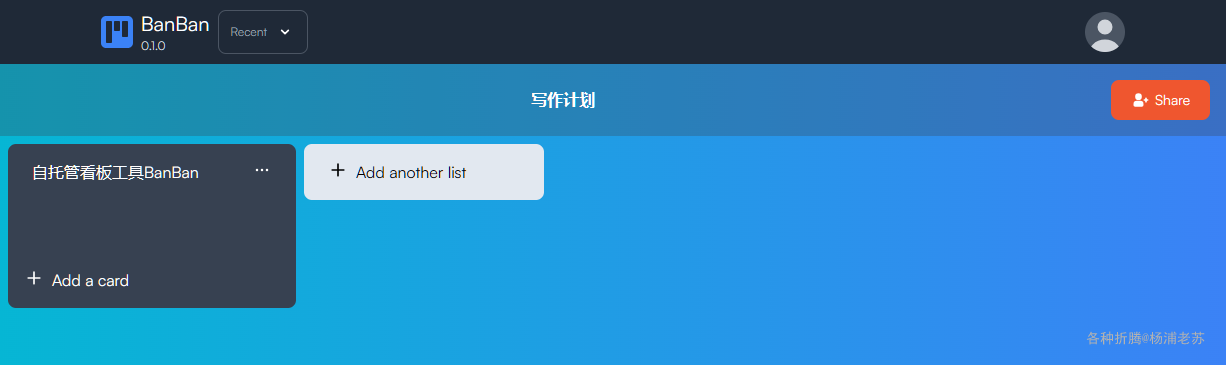 BanBan
0.1.0
Recent
写作计划
Share
自托管看板工具BanBan
Add another list
Add a card
各种折腾@杨浦老苏